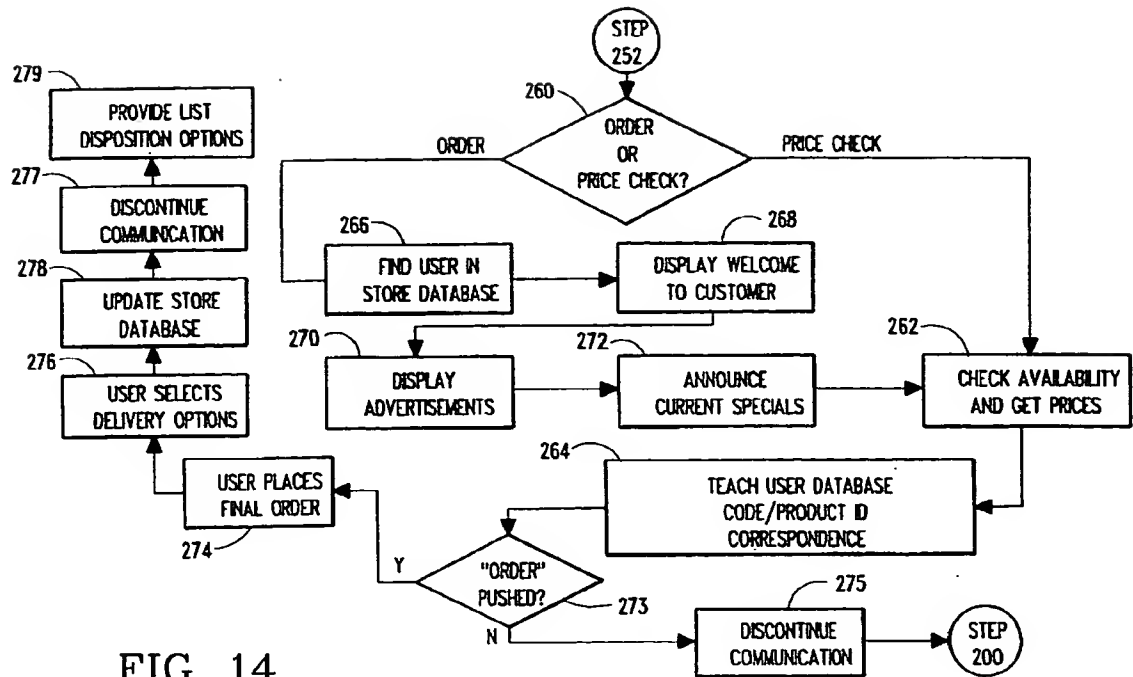 STEP
252
260
ORDER
OR
PRICE CHECK?
ORDER
PRICE CHECK
279
PROVIDE LIST
DISPOSITION OPTIONS
277
DISCONTINUE
COMMUNICATION
278
UPDATE STORE
DATABASE
276
USER SELECTS
DELIVERY OPTIONS
266
FIND USER IN
STORE DATABASE
268
DISPLAY WELCOME
TO CUSTOMER
270
DISPLAY
ADVERTISEMENTS
272
ANNOUNCE
CURRENT SPECIALS
262
CHECK AVAILABILITY
AND GET PRICES
264
TEACH USER DATABASE
CODE/PRODUCT ID
CORRESPONDENCE
USER PLACES
FINAL ORDER
274
Y
"ORDER"
PUSHED?
273
N
275
DISCONTINUE
COMMUNICATION
STEP
200
FIG. 14